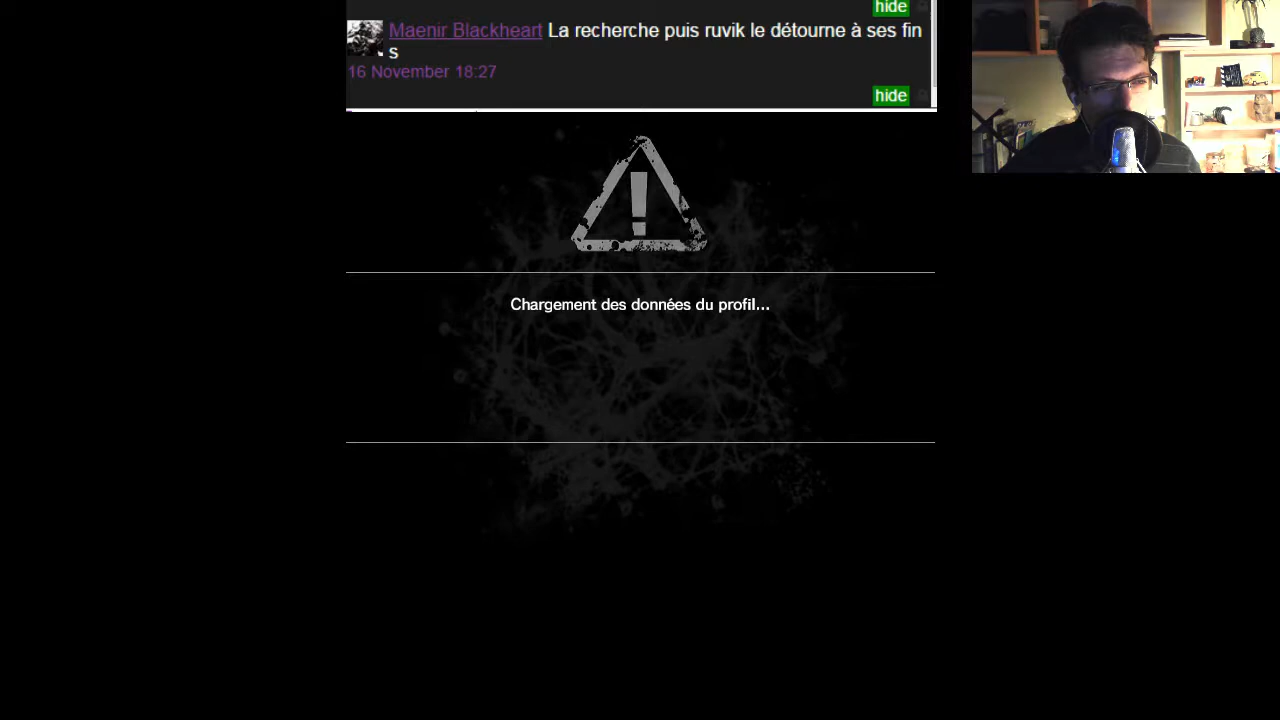 hide
Maenir Blackheart La recherche puis ruvik le détourne à ses fin
s
16 November 18:27
hide
Chargement des données du profil...